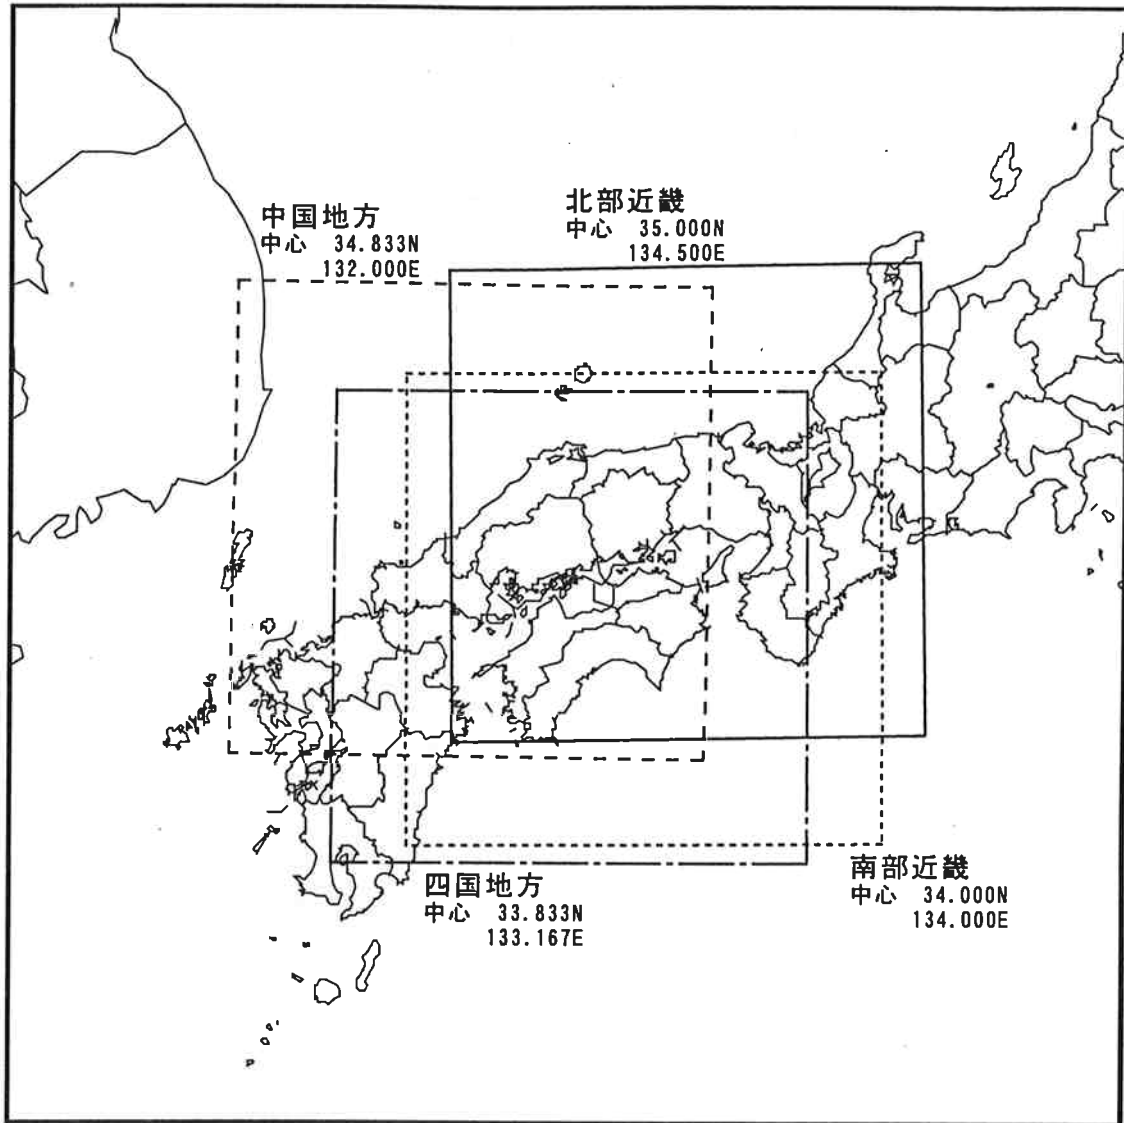 中国地方
中心 34.833N
132.000E
北部近畿
中心 35.000N
134.500E
四国地方
中心 33.833N
133.167E
南部近畿
中心 34.000N
134.000E